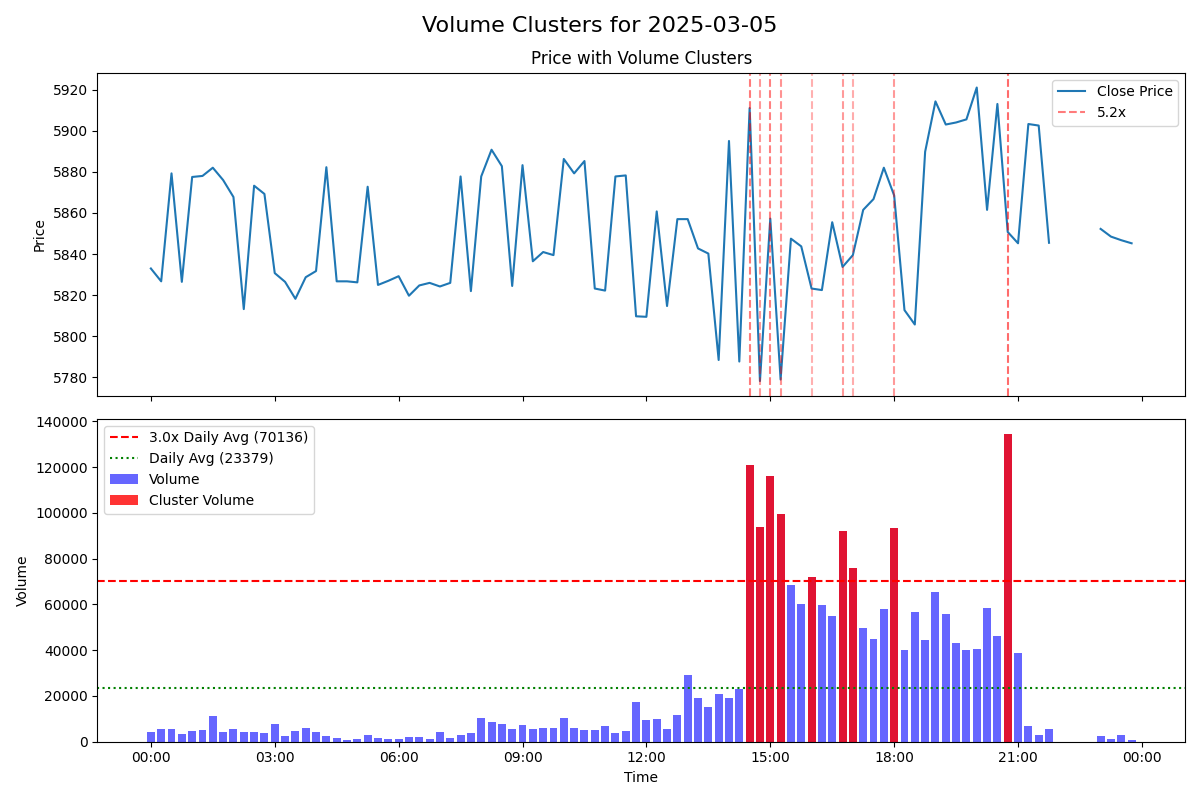 Volume Clusters for 2025-03-05
Price with Volume Clusters
Price
5920
5900
5880
5860
5840
5820
5800
5780
Close Price
5.2x
Volume
140000
120000
100000
80000
60000
40000
20000
0
3.0x Daily Avg (70136)
Daily Avg (23379)
Volume
Cluster Volume
00:00 03:00 06:00 09:00 12:00 15:00 18:00 21:00 00:00
Time